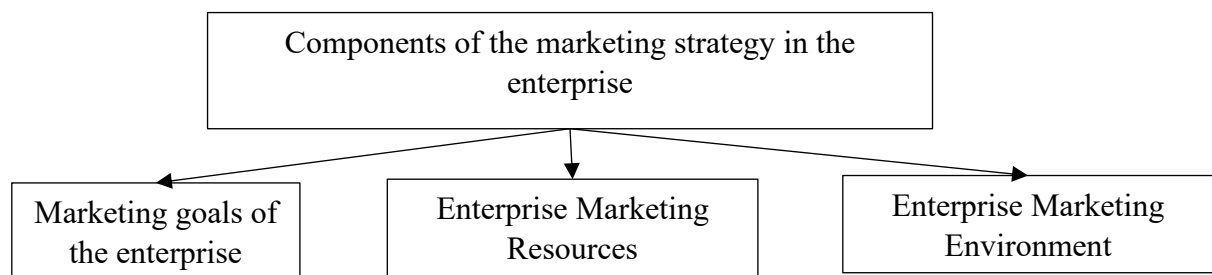 Components of the marketing strategy in the
enterprise
Marketing goals of
the enterprise
Enterprise Marketing
Resources
Enterprise Marketing
Environment